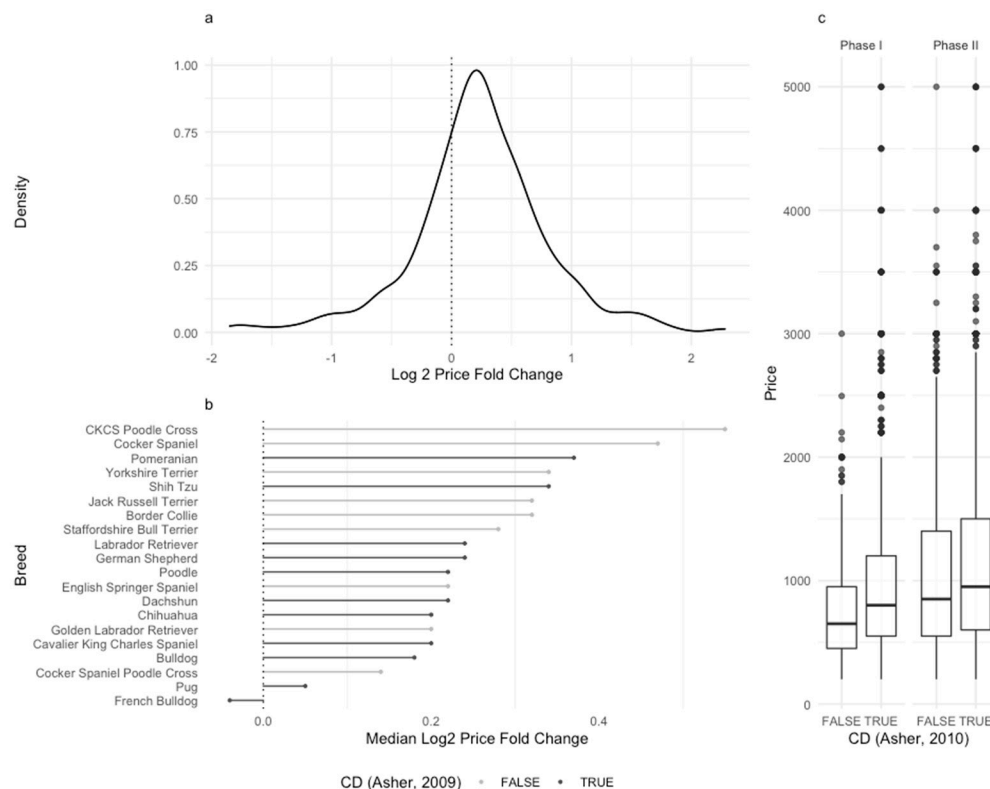 a
1.00
0.75
0.50
0.25
0.00
Density
-2 -1 0 1 2
Log 2 Price Fold Change
b
CKCS Poodle Cross
Cocker Spaniel
Pomeranian
Yorkshire Terrier
Shih Tzu
Jack Russell Terrier
Border Collie
Staffordshire Bull Terrier
Labrador Retriever
German Shepherd
Poodle
English Springer Spaniel
Dachshun
Chihuahua
Golden Labrador Retriever
Cavalier King Charles Spaniel
Bulldog
Cocker Spaniel Poodle Cross
Pug
French Bulldog
Breed
0.0 0.2 0.4
Median Log2 Price Fold Change
CD (Asher, 2009) FALSE TRUE
c
Phase I Phase II
5000
4000
3000
2000
1000
0
Price
FALSE TRUE FALSE TRUE
CD (Asher, 2010)